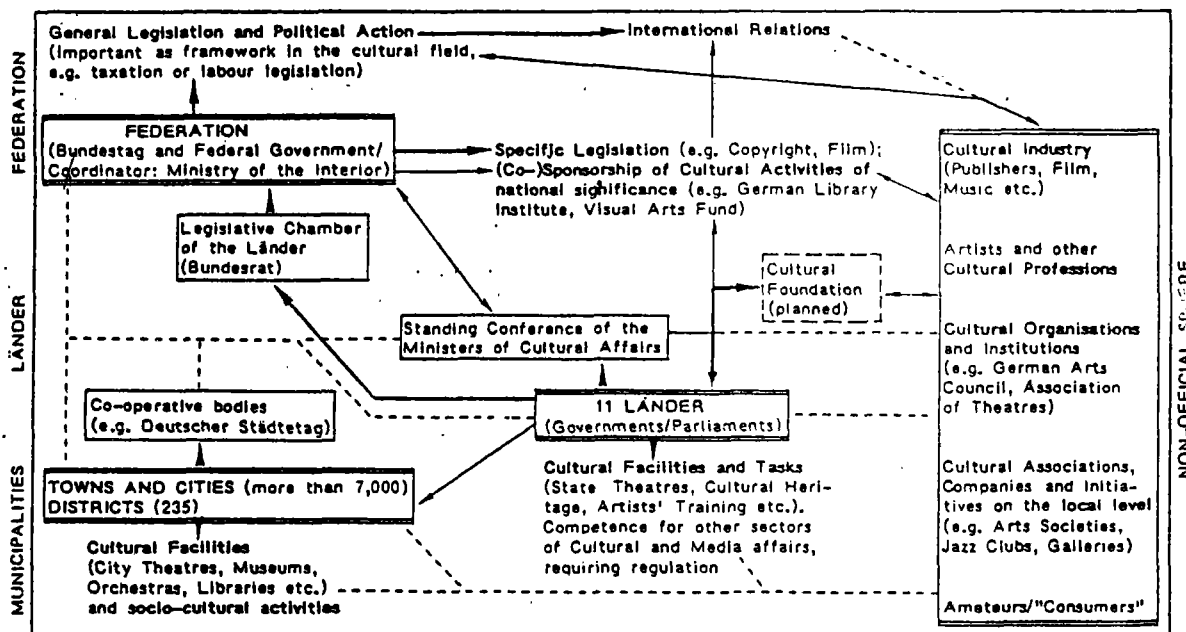 FEDERATION
General Legislation and Political Action
(Important as framework in the cultural field,
e.g. taxation or labour legislation)
International Relations
FEDERATION
(Bundestag and Federal Government/
Coordinator: Ministry of the Interior)
Specific Legislation (e.g. Copyright, Film);
(Co-)Sponsorship of Cultural Activities of
national significance (e.g. German Library
Institute, Visual Arts Fund)
Legislative Chamber
of the Länder
(Bundesrat)
LÄNDER
Cultural
Foundation
(planned)
Standing Conference of the
Ministers of Cultural Affairs
Co-operative bodies
(e.g. Deutscher Städtetag)
11 LÄNDER
(Governments/Parliaments)
MUNICIPALITIES
TOWNS AND CITIES (more than 7,000)
DISTRICTS (235)
Cultural Facilities
(City Theatres, Museums,
Orchestras, Libraries etc.)
and socio-cultural activities
Cultural Facilities and Tasks
(State Theatres, Cultural Heri-
tage, Artists' Training etc.).
Competence for other sectors
of Cultural and Media affairs,
requiring regulation
Cultural Industry
(Publishers, Film,
Music etc.)
Artists and other
Cultural Professions
Cultural Organisations
and Institutions
(e.g. German Arts
Council, Association
of Theatres)
Cultural Associations,
Companies and Initia-
tives on the local level
(e.g. Arts Societies,
Jazz Clubs, Galleries)
Amateurs/"Consumers"
NON OFFICIAL